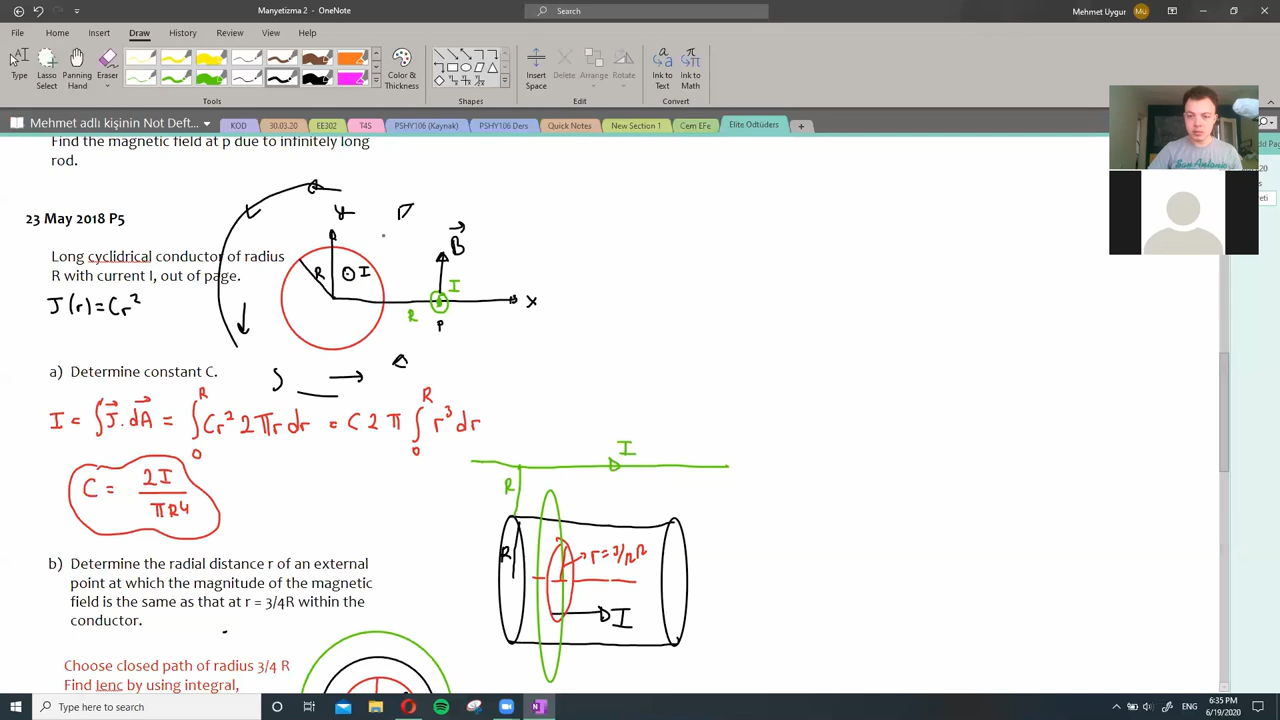 Manyetizma 2 - OneNote
Search
Mehmet Uygur
MU
File
Home
Insert
Draw
History
Review
View
Help
Type
Lasso Select
Panning Hand
Eraser
Color & Thickness
Insert Space
Delete
Arrange
Rotate
Ink to Text
Ink to Math
Tools
Shapes
Edit
Convert
Mehmet adlı kişinin Not Deft...
KOD
30.03.20
EE302
T4S
PSHY106 (Kaynak)
PSHY106 Ders
Quick Notes
New Section 1
Cem EFe
Elite Odtüders
Find the magnetic field at p due to infinitely long
rod.
23 May 2018 P5
Long cyclidrical conductor of radius
R with current I, out of page.
J(r) = Cr²
y
R
I
B
I
R
P
x
a) Determine constant C.
I = ∫ J . dA = ∫₀ᴿ Cr² 2πr dr = C 2π ∫₀ᴿ r³ dr
C = 2I / πR⁴
I
R
R
I
b) Determine the radial distance r of an external
point at which the magnitude of the magnetic
field is the same as that at r = 3/4R within the
conductor.
Choose closed path of radius 3/4 R
Find Ienc by using integral,
Type here to search
6:35 PM
6/19/2020